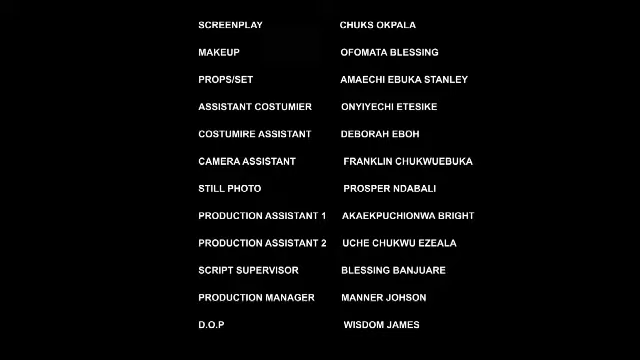 SCREENPLAY CHUKS OKPALA
MAKEUP OFOMATA BLESSING
PROPS/SET AMAECHI EBUKA STANLEY
ASSISTANT COSTUMIER ONYIYECHI ETESIKE
COSTUMIRE ASSISTANT DEBORAH EBOH
CAMERA ASSISTANT FRANKLIN CHUKWUEBUKA
STILL PHOTO PROSPER NDABALI
PRODUCTION ASSISTANT 1 AKAEKPUCHIONWA BRIGHT
PRODUCTION ASSISTANT 2 UCHE CHUKWU EZEALA
SCRIPT SUPERVISOR BLESSING BANJUARE
PRODUCTION MANAGER MANNER JOHSON
D.O.P WISDOM JAMES